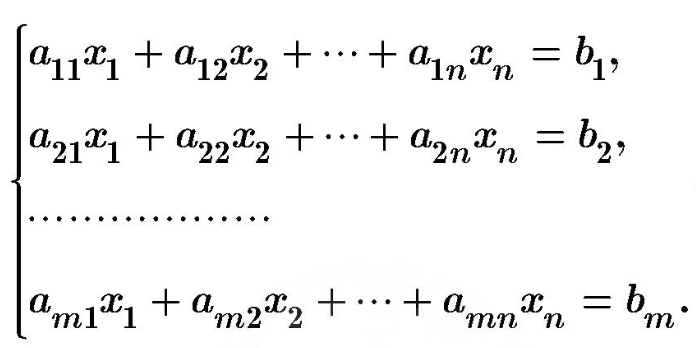 a₁₁x₁ + a₁₂x₂ + ⋯ + a₁ₙxₙ = b₁,
a₂₁x₁ + a₂₂x₂ + ⋯ + a₂ₙxₙ = b₂,
..................
aₘ₁x₁ + aₘ₂x₂ + ⋯ + aₘₙxₙ = bₘ.